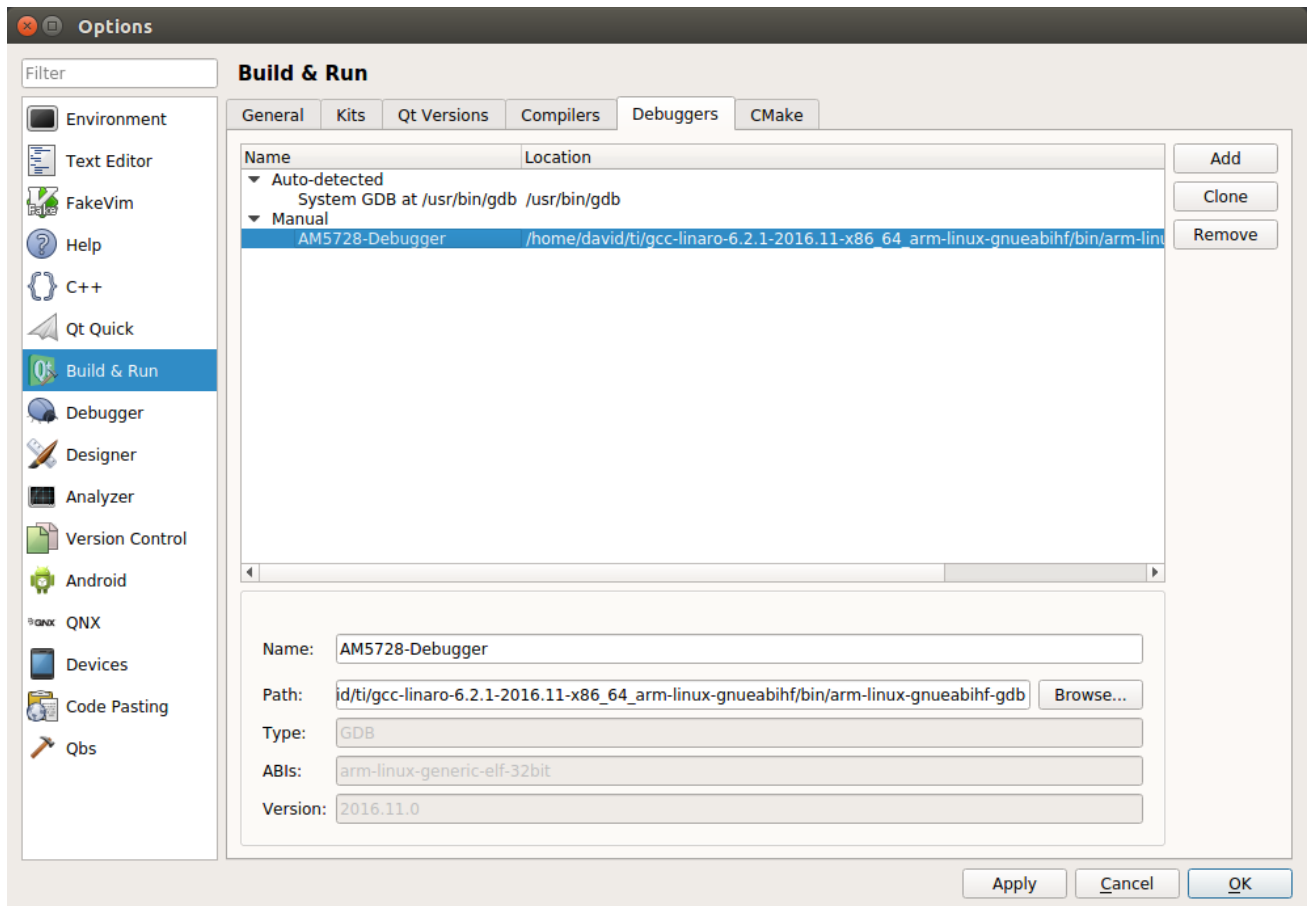 Options
Filter
Build & Run
Environment
Text Editor
FakeVim
Help
C++
Qt Quick
Build & Run
Debugger
Designer
Analyzer
Version Control
Android
QNX
Devices
Code Pasting
Qbs
General Kits Qt Versions Compilers Debuggers CMake
Name Location
Auto-detected
System GDB at /usr/bin/gdb /usr/bin/gdb
Manual
AM5728-Debugger /home/david/ti/gcc-linaro-6.2.1-2016.11-x86_64_arm-linux-gnueabihf/bin/arm-linu
Add
Clone
Remove
Name: AM5728-Debugger
Path: id/ti/gcc-linaro-6.2.1-2016.11-x86_64_arm-linux-gnueabihf/bin/arm-linux-gnueabihf-gdb Browse...
Type: GDB
ABIs: arm-linux-generic-elf-32bit
Version: 2016.11.0
Apply Cancel OK